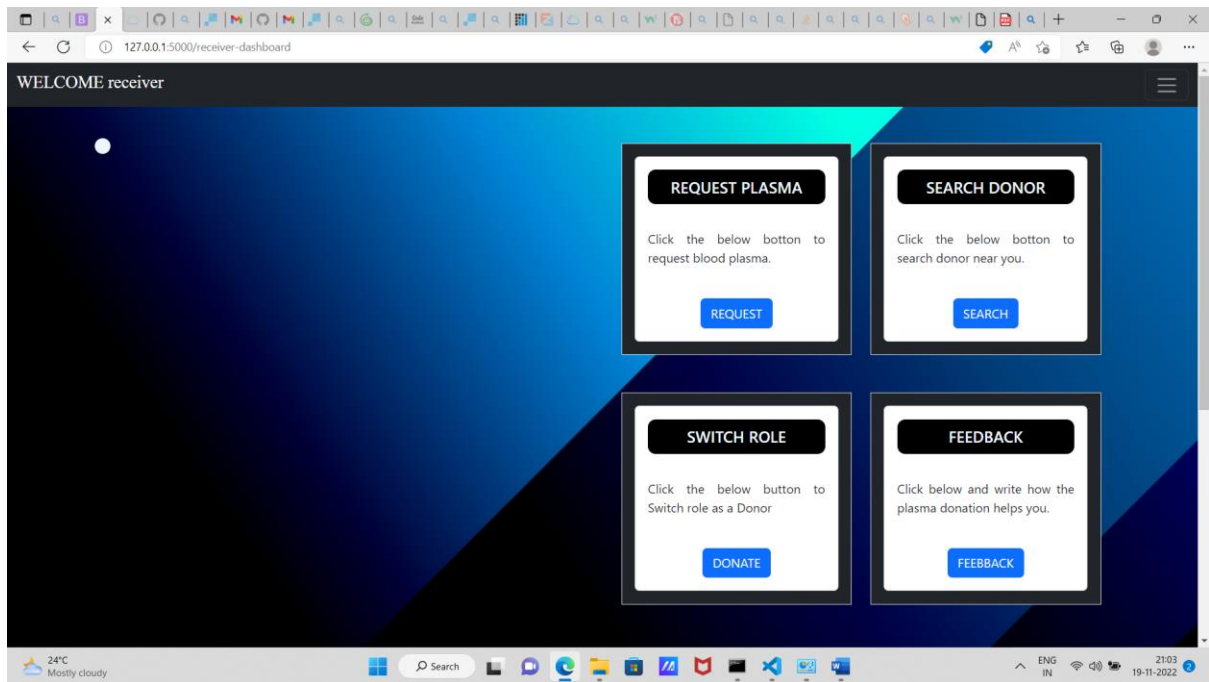 127.0.0.1:5000/receiver-dashboard
WELCOME receiver
REQUEST PLASMA
Click the below botton to
request blood plasma.
REQUEST
SEARCH DONOR
Click the below botton to
search donor near you.
SEARCH
SWITCH ROLE
Click the below button to
Switch role as a Donor
DONATE
FEEDBACK
Click below and write how the
plasma donation helps you.
FEEBBACK
24°C
Mostly cloudy
Search
ENG
IN
21:03
19-11-2022
2